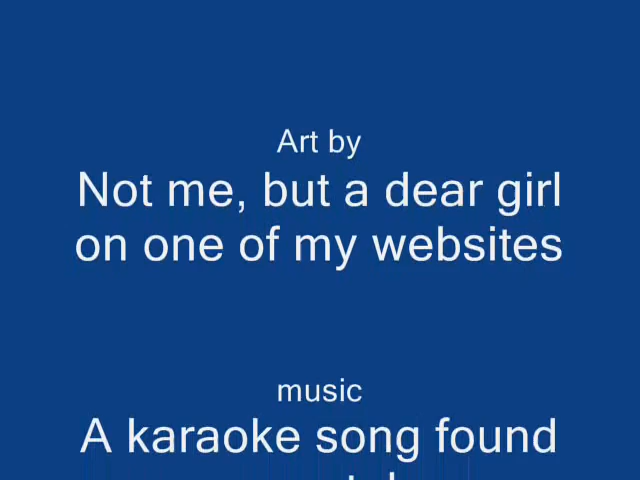 Art by
Not me, but a dear girl
on one of my websites
music
A karaoke song found